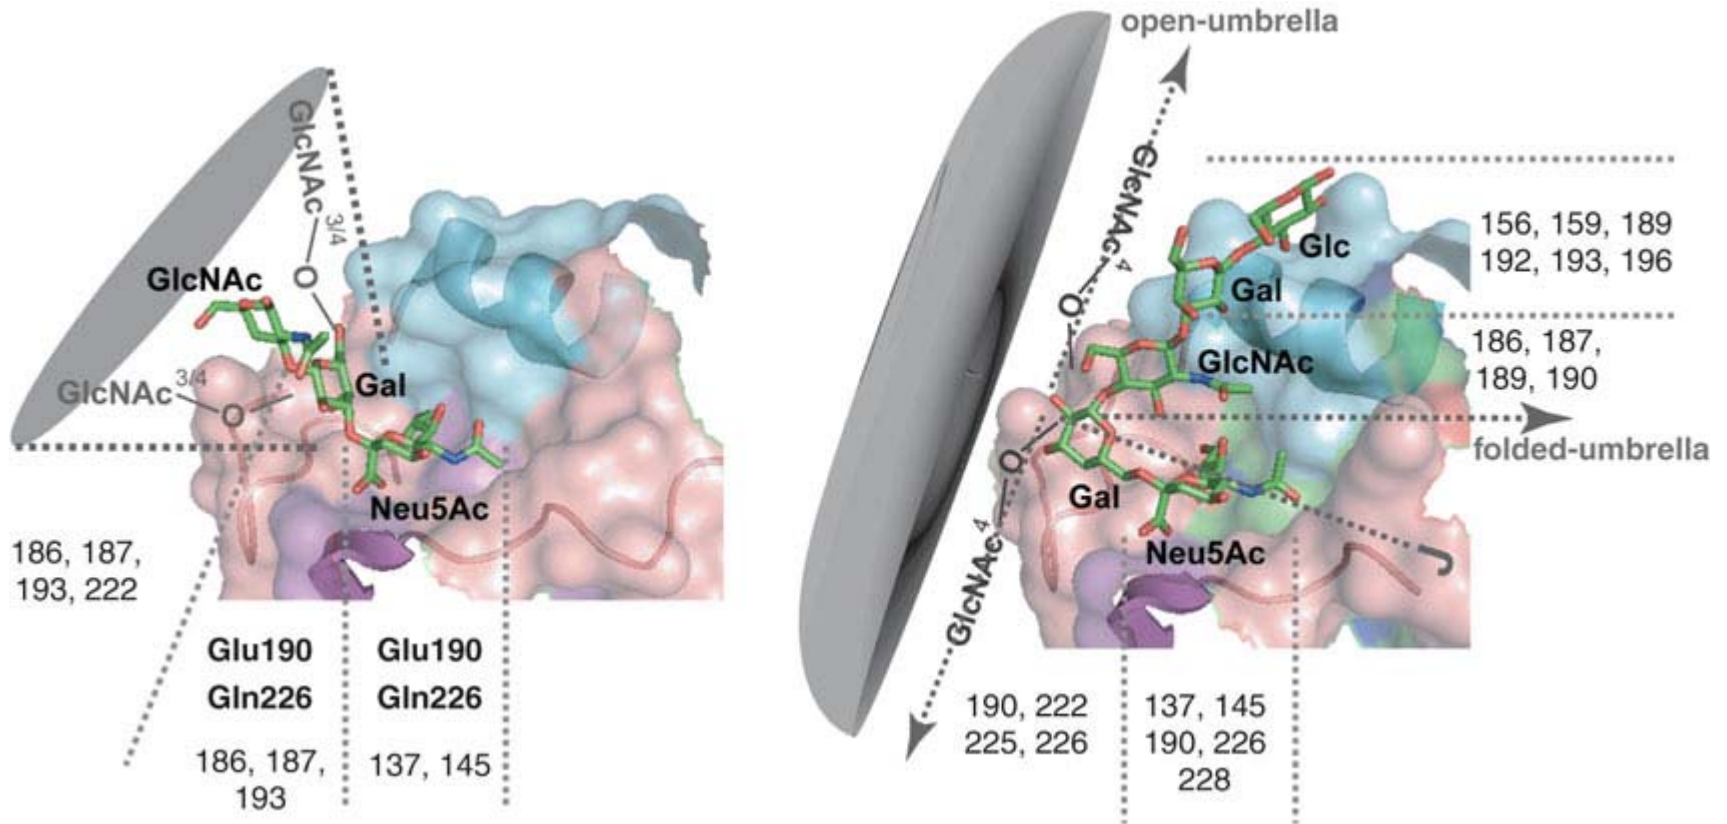 GlcNAc
3/4
O
GlcNAc
GlcNAc
3/4
O
Gal
Neu5Ac
186, 187,
193, 222
Glu190
Gln226
186, 187,
193
Glu190
Gln226
137, 145
open-umbrella
GlcNAc
4
O
Glc
156, 159, 189
192, 193, 196
Gal
GlcNAc
186, 187,
189, 190
folded-umbrella
O
GlcNAc
4
Gal
Neu5Ac
190, 222
225, 226
137, 145
190, 226
228